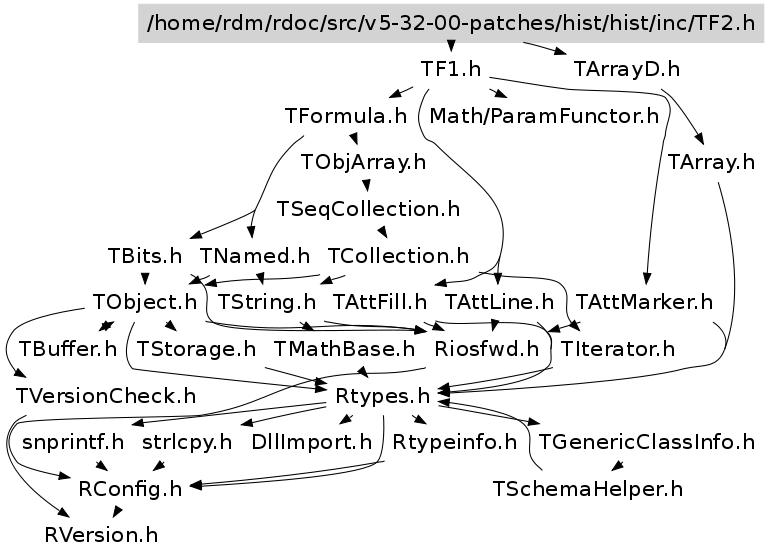 /home/rdm/rdoc/src/v5-32-00-patches/hist/hist/inc/TF2.h
TF1.h
TArrayD.h
TFormula.h
Math/ParamFunctor.h
TObjArray.h
TArray.h
TSeqCollection.h
TBits.h
TNamed.h
TCollection.h
TObject.h
TString.h
TAttFill.h
TAttLine.h
TAttMarker.h
TBuffer.h
TStorage.h
TMathBase.h
Riosfwd.h
TIterator.h
TVersionCheck.h
Rtypes.h
snprintf.h
strlcpy.h
DllImport.h
Rtypeinfo.h
TGenericClassInfo.h
RConfig.h
TSchemaHelper.h
RVersion.h